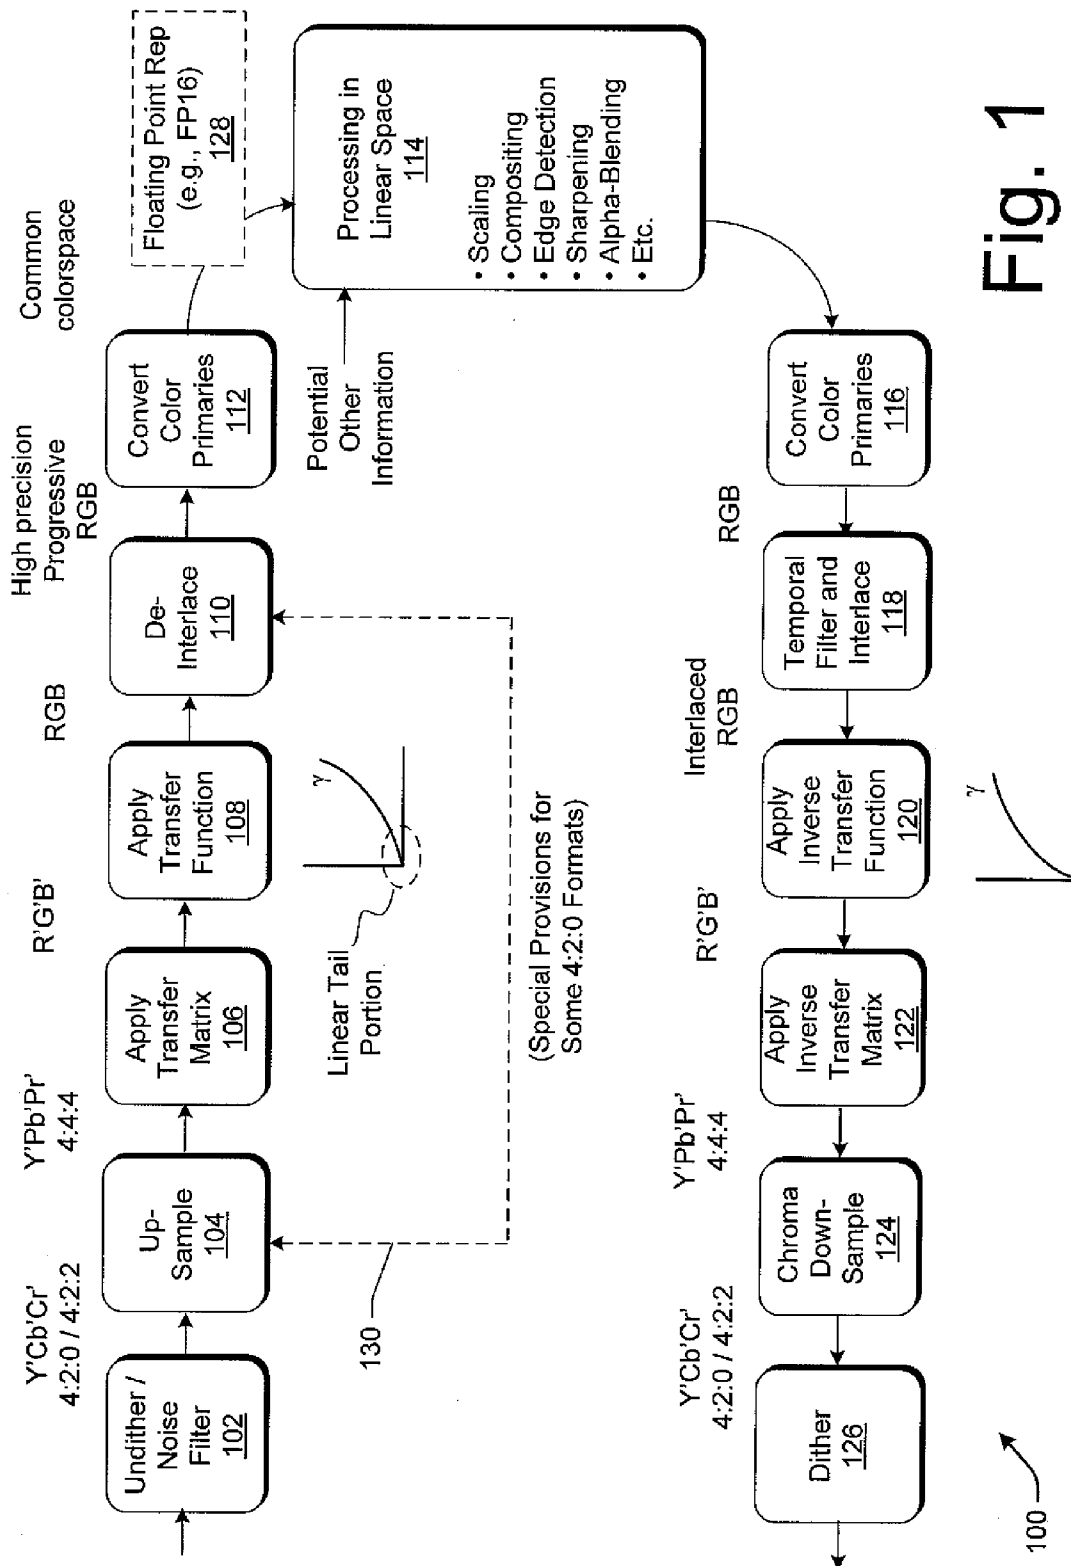 Y'Cb'Cr'
4:2:0 / 4:2:2
Y'Pb'Pr'
4:4:4
R'G'B'
RGB
High precision
Progressive
RGB
Common
colorspace
Undither /
Noise
Filter
102
Up-
Sample
104
Apply
Transfer
Matrix
106
Apply
Transfer
Function
108
De-
Interlace
110
Convert
Color
Primaries
112
Floating Point Rep
(e.g., FP16)
128
130
Linear Tail
Portion
γ
(Special Provisions for
Some 4:2:0 Formats)
Potential
Other
Information
Processing in
Linear Space
114
• Scaling
• Compositing
• Edge Detection
• Sharpening
• Alpha-Blending
• Etc.
Y'Cb'Cr'
4:2:0 / 4:2:2
Y'Pb'Pr'
4:4:4
R'G'B'
Interlaced
RGB
RGB
Dither
126
Chroma
Down-
Sample
124
Apply
Inverse
Transfer
Matrix
122
Apply
Inverse
Transfer
Function
120
Temporal
Filter and
Interlace
118
Convert
Color
Primaries
116
γ
100
Fig. 1